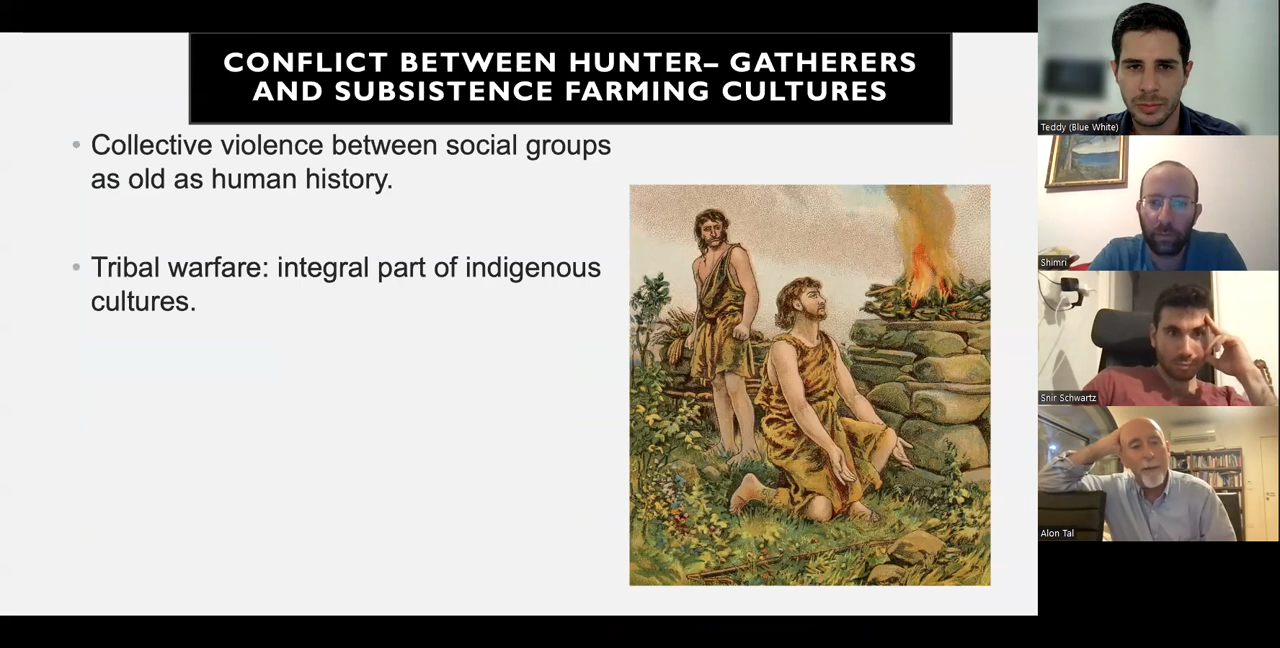 CONFLICT BETWEEN HUNTER– GATHERERS
AND SUBSISTENCE FARMING CULTURES
• Collective violence between social groups
as old as human history.
• Tribal warfare: integral part of indigenous
cultures.
Teddy (Blue White)
Shimri
Snir Schwartz
Alon Tal